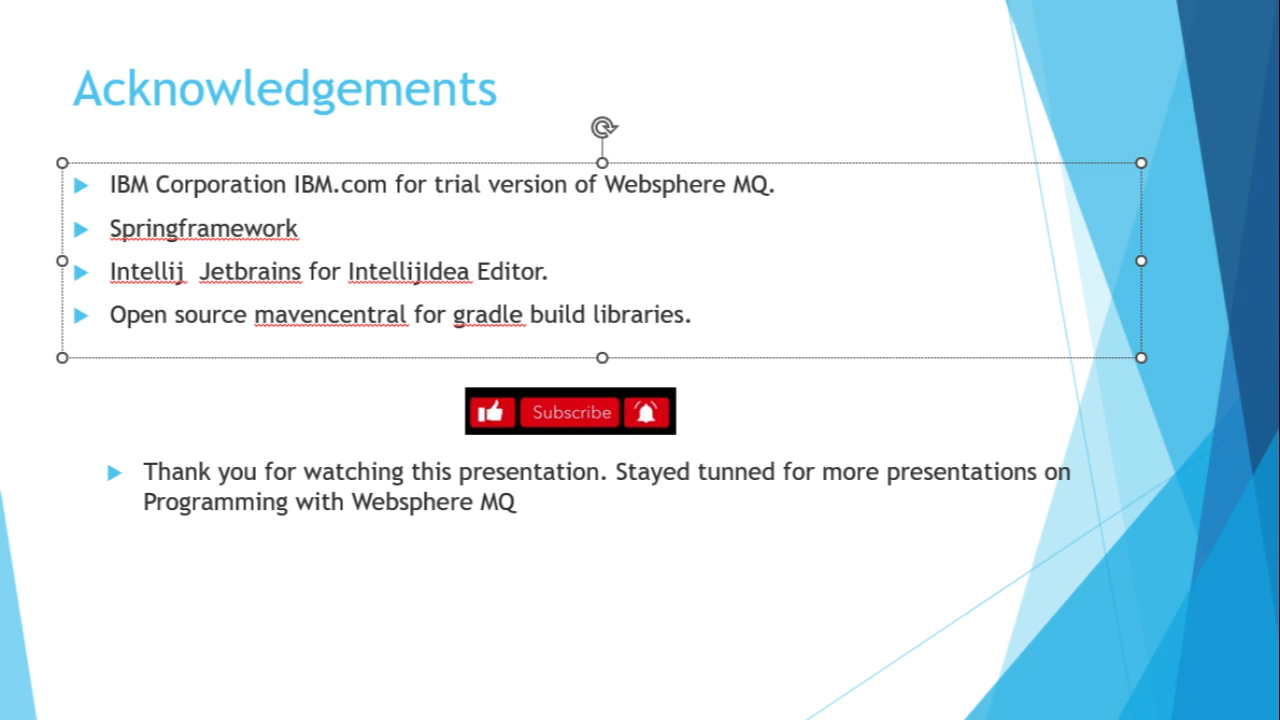 Acknowledgements
IBM Corporation IBM.com for trial version of Websphere MQ.
Springframework
Intellij  Jetbrains for IntellijIdea Editor.
Open source mavencentral for gradle build libraries.
Subscribe
Thank you for watching this presentation. Stayed tunned for more presentations on
Programming with Websphere MQ